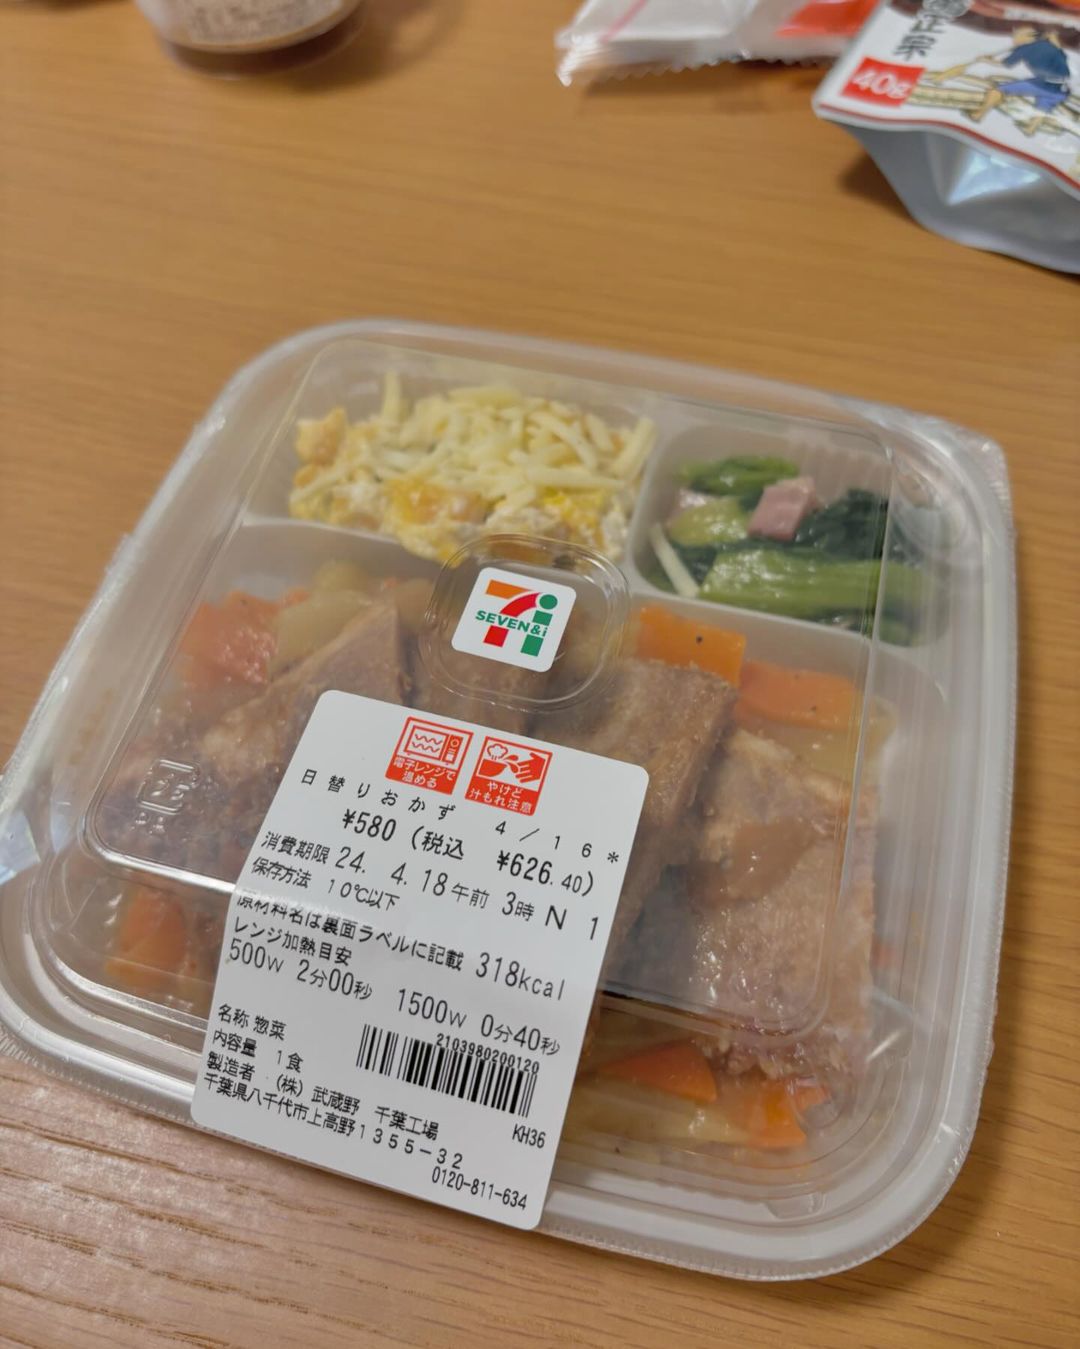 正宗
40g
SEVEN&i
電子レンジで
温める
やけど
汁もれ注意
日替りおかず 4/16*
¥580(税込 ¥626.40)
消費期限 24. 4. 18午前 3時 N 1
保存方法 10℃以下
原材料名は裏面ラベルに記載 318kcal
レンジ加熱目安
500W 2分00秒 1500W 0分40秒
2103980200120
名称 惣菜
内容量 1食
製造者 (株) 武蔵野 千葉工場
KH36
千葉県八千代市上高野1355-32
0120-811-634